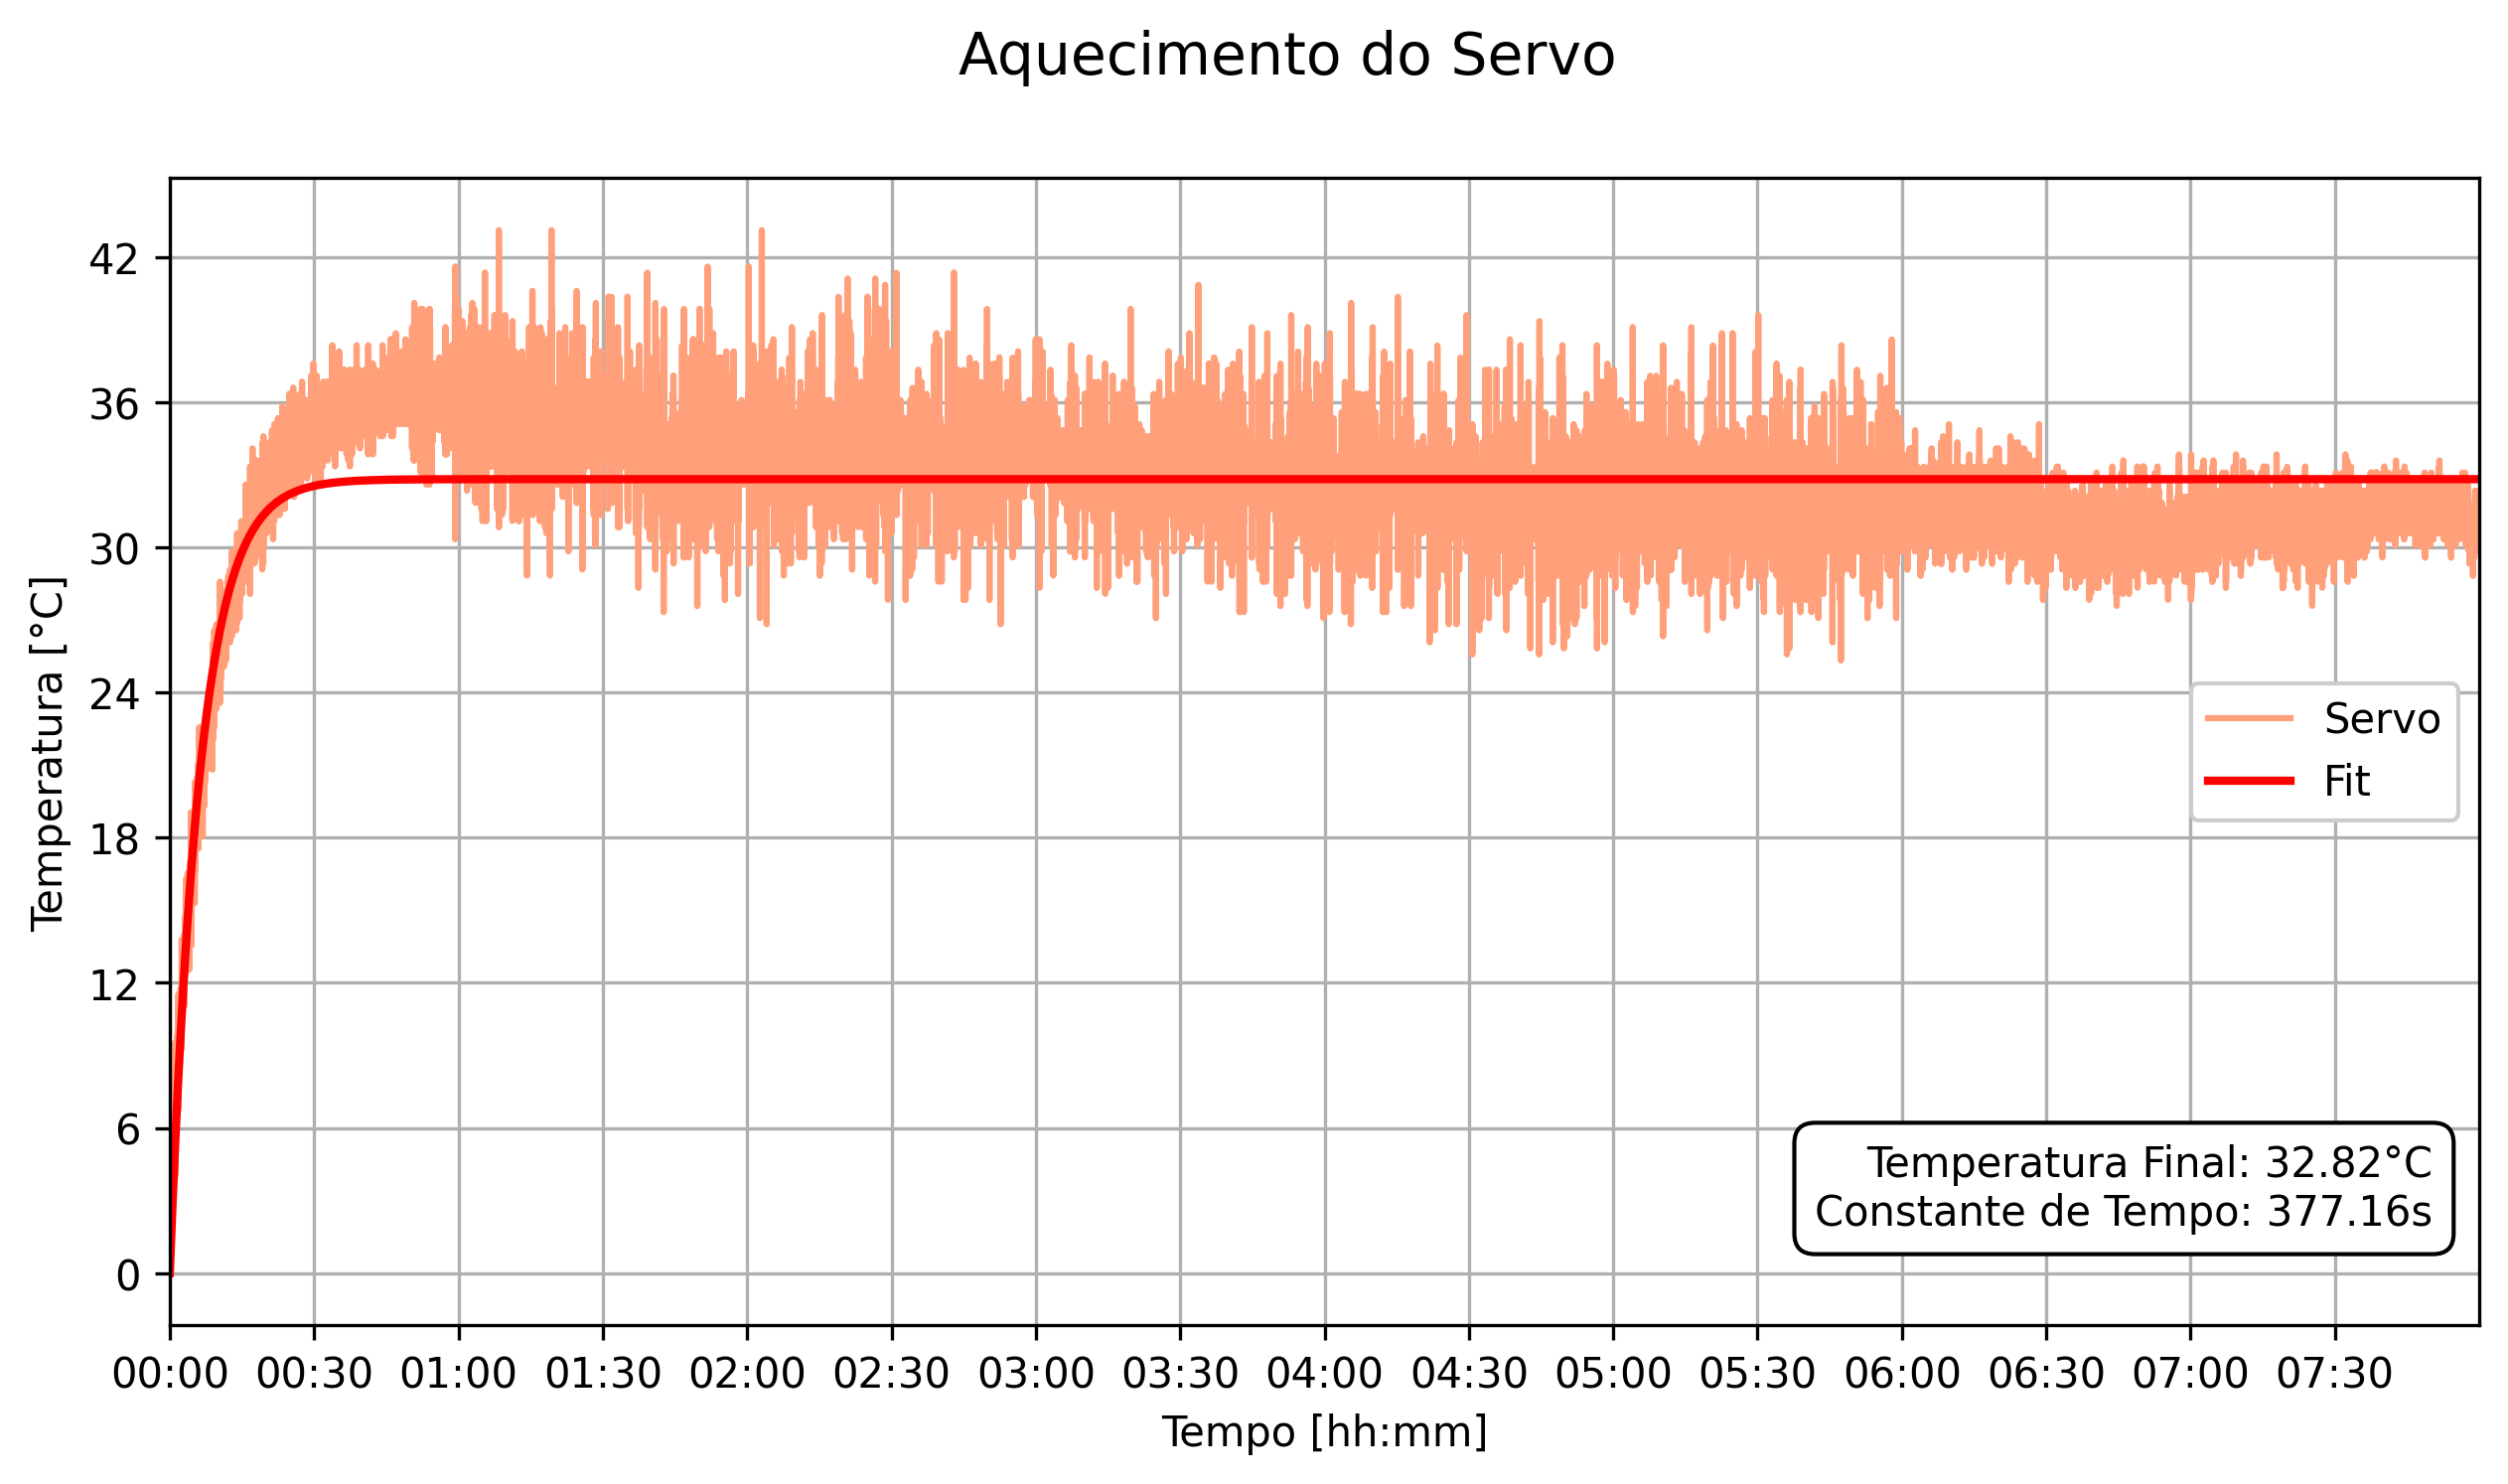 Aquecimento do Servo
Temperatura [°C]
42
36
30
24
18
12
6
0
Servo
Fit
Temperatura Final: 32.82°C
Constante de Tempo: 377.16s
00:00 00:30 01:00 01:30 02:00 02:30 03:00 03:30 04:00 04:30 05:00 05:30 06:00 06:30 07:00 07:30
Tempo [hh:mm]